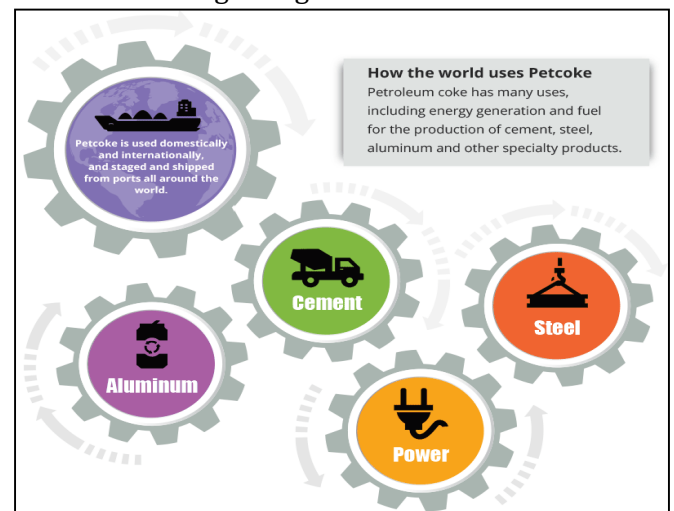 How the world uses Petcoke
Petroleum coke has many uses,
including energy generation and fuel
for the production of cement, steel,
aluminum and other specialty products.
Petcoke is used domestically
and internationally,
and staged and shipped
from ports all around the
world.
Cement
Steel
Aluminum
Power